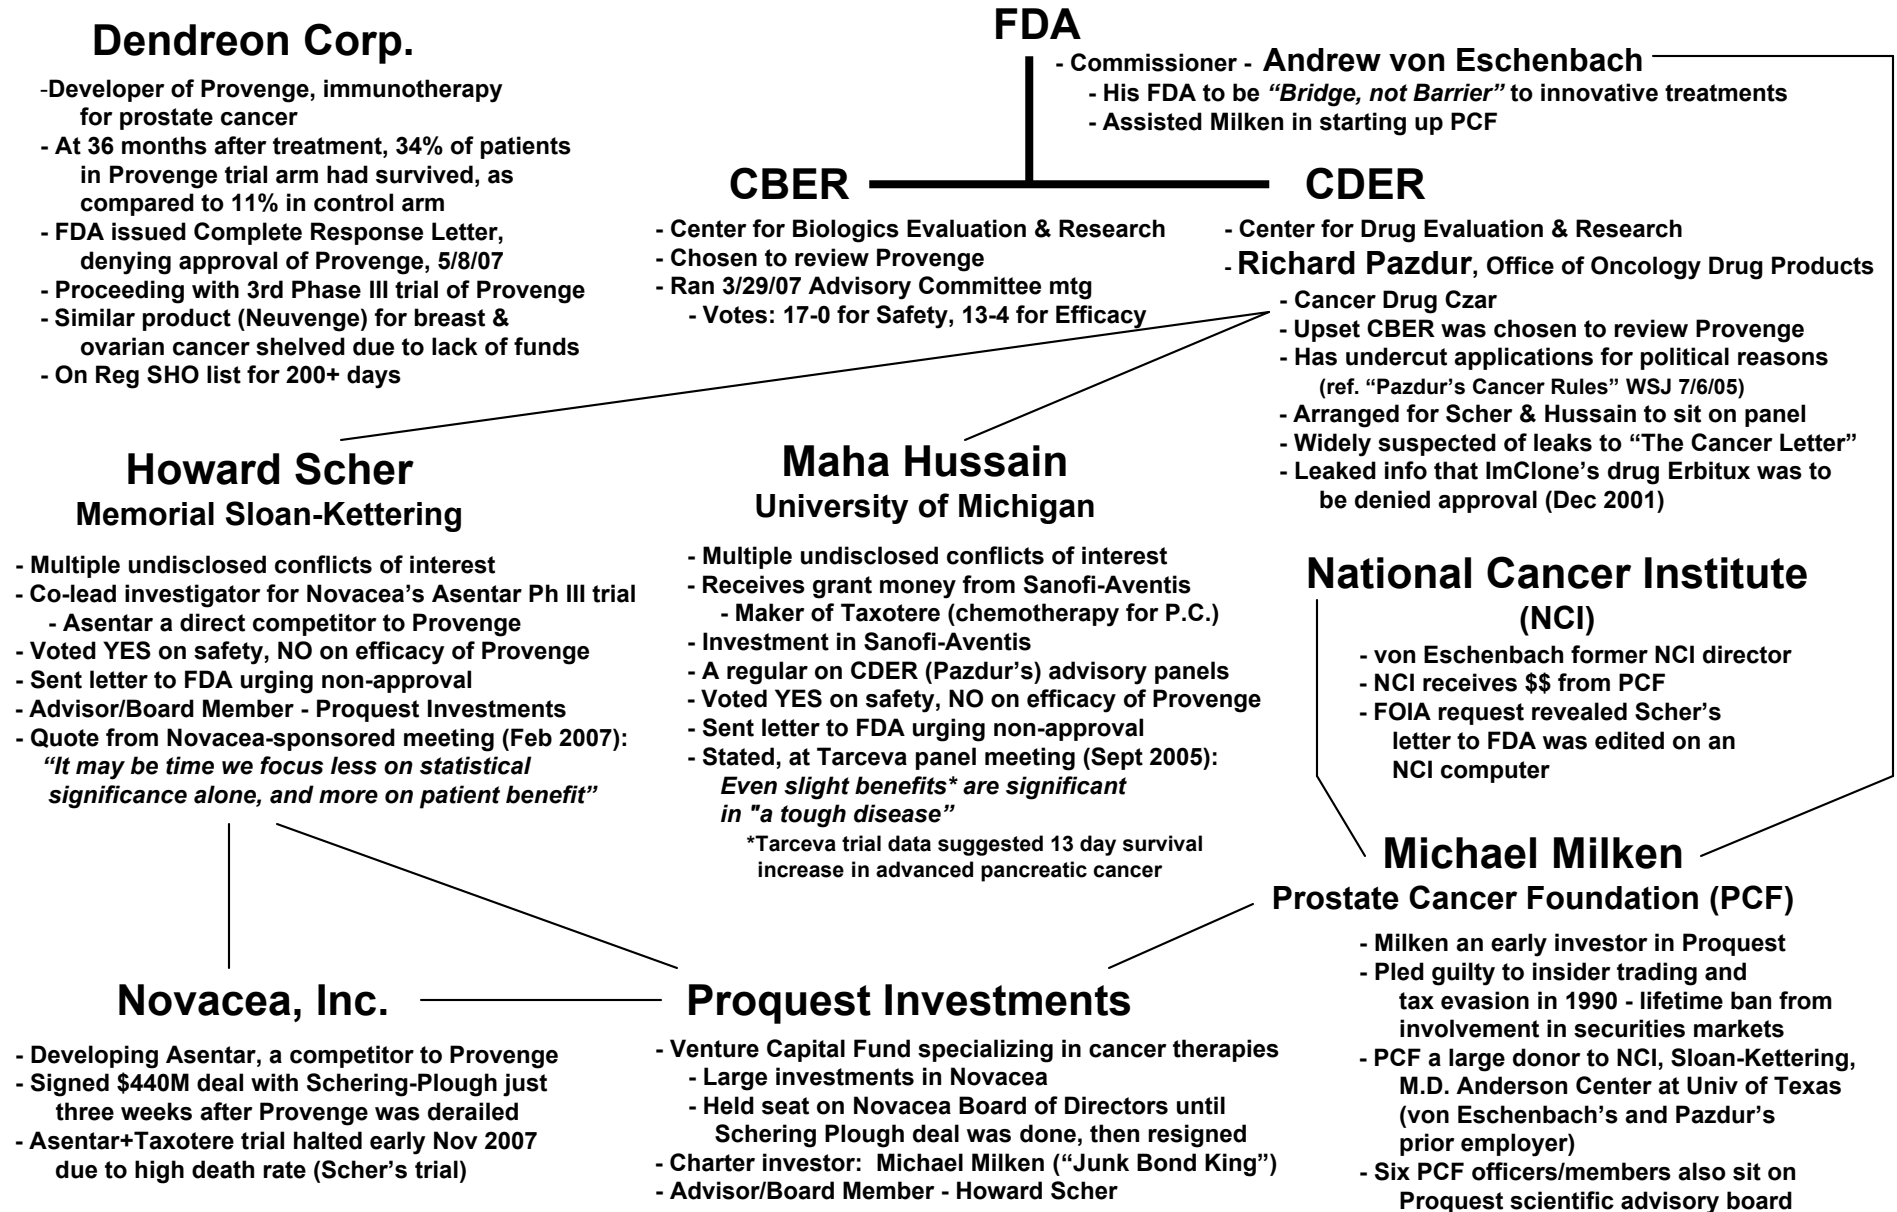 Dendreon Corp.
-Developer of Provenge, immunotherapy
for prostate cancer
- At 36 months after treatment, 34% of patients
in Provenge trial arm had survived, as
compared to 11% in control arm
- FDA issued Complete Response Letter,
denying approval of Provenge, 5/8/07
- Proceeding with 3rd Phase III trial of Provenge
- Similar product (Neuvenge) for breast &
ovarian cancer shelved due to lack of funds
- On Reg SHO list for 200+ days
FDA
- Commissioner - Andrew von Eschenbach
- His FDA to be “Bridge, not Barrier” to innovative treatments
- Assisted Milken in starting up PCF
CBER
- Center for Biologics Evaluation & Research
- Chosen to review Provenge
- Ran 3/29/07 Advisory Committee mtg
- Votes: 17-0 for Safety, 13-4 for Efficacy
CDER
- Center for Drug Evaluation & Research
- Richard Pazdur, Office of Oncology Drug Products
- Cancer Drug Czar
- Upset CBER was chosen to review Provenge
- Has undercut applications for political reasons
(ref. “Pazdur’s Cancer Rules” WSJ 7/6/05)
- Arranged for Scher & Hussain to sit on panel
- Widely suspected of leaks to “The Cancer Letter”
- Leaked info that ImClone’s drug Erbitux was to
be denied approval (Dec 2001)
Howard Scher
Memorial Sloan-Kettering
- Multiple undisclosed conflicts of interest
- Co-lead investigator for Novacea’s Asentar Ph III trial
- Asentar a direct competitor to Provenge
- Voted YES on safety, NO on efficacy of Provenge
- Sent letter to FDA urging non-approval
- Advisor/Board Member - Proquest Investments
- Quote from Novacea-sponsored meeting (Feb 2007):
“It may be time we focus less on statistical
significance alone, and more on patient benefit”
Maha Hussain
University of Michigan
- Multiple undisclosed conflicts of interest
- Receives grant money from Sanofi-Aventis
- Maker of Taxotere (chemotherapy for P.C.)
- Investment in Sanofi-Aventis
- A regular on CDER (Pazdur’s) advisory panels
- Voted YES on safety, NO on efficacy of Provenge
- Sent letter to FDA urging non-approval
- Stated, at Tarceva panel meeting (Sept 2005):
Even slight benefits* are significant
in "a tough disease”
*Tarceva trial data suggested 13 day survival
increase in advanced pancreatic cancer
National Cancer Institute
(NCI)
- von Eschenbach former NCI director
- NCI receives $$ from PCF
- FOIA request revealed Scher’s
letter to FDA was edited on an
NCI computer
Michael Milken
Prostate Cancer Foundation (PCF)
- Milken an early investor in Proquest
- Pled guilty to insider trading and
tax evasion in 1990 - lifetime ban from
involvement in securities markets
- PCF a large donor to NCI, Sloan-Kettering,
M.D. Anderson Center at Univ of Texas
(von Eschenbach’s and Pazdur’s
prior employer)
- Six PCF officers/members also sit on
Proquest scientific advisory board
Novacea, Inc.
- Developing Asentar, a competitor to Provenge
- Signed $440M deal with Schering-Plough just
three weeks after Provenge was derailed
- Asentar+Taxotere trial halted early Nov 2007
due to high death rate (Scher’s trial)
Proquest Investments
- Venture Capital Fund specializing in cancer therapies
- Large investments in Novacea
- Held seat on Novacea Board of Directors until
Schering Plough deal was done, then resigned
- Charter investor: Michael Milken (“Junk Bond King”)
- Advisor/Board Member - Howard Scher